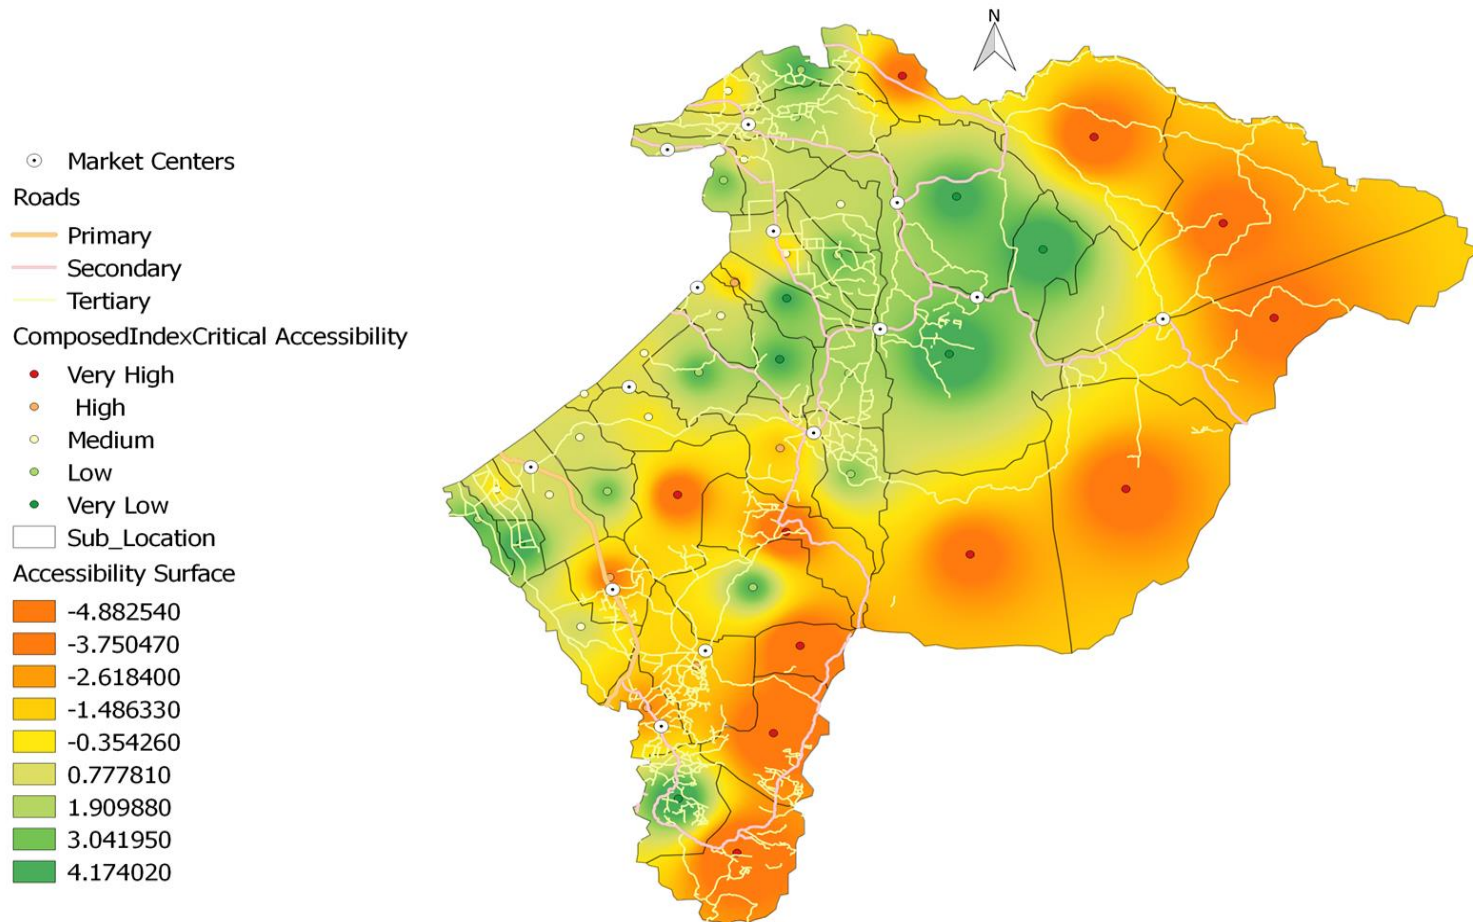 N
Market Centers
Roads
Primary
Secondary
Tertiary
ComposedIndexCritical Accessibility
Very High
High
Medium
Low
Very Low
Sub_Location
Accessibility Surface
-4.882540
-3.750470
-2.618400
-1.486330
-0.354260
0.777810
1.909880
3.041950
4.174020